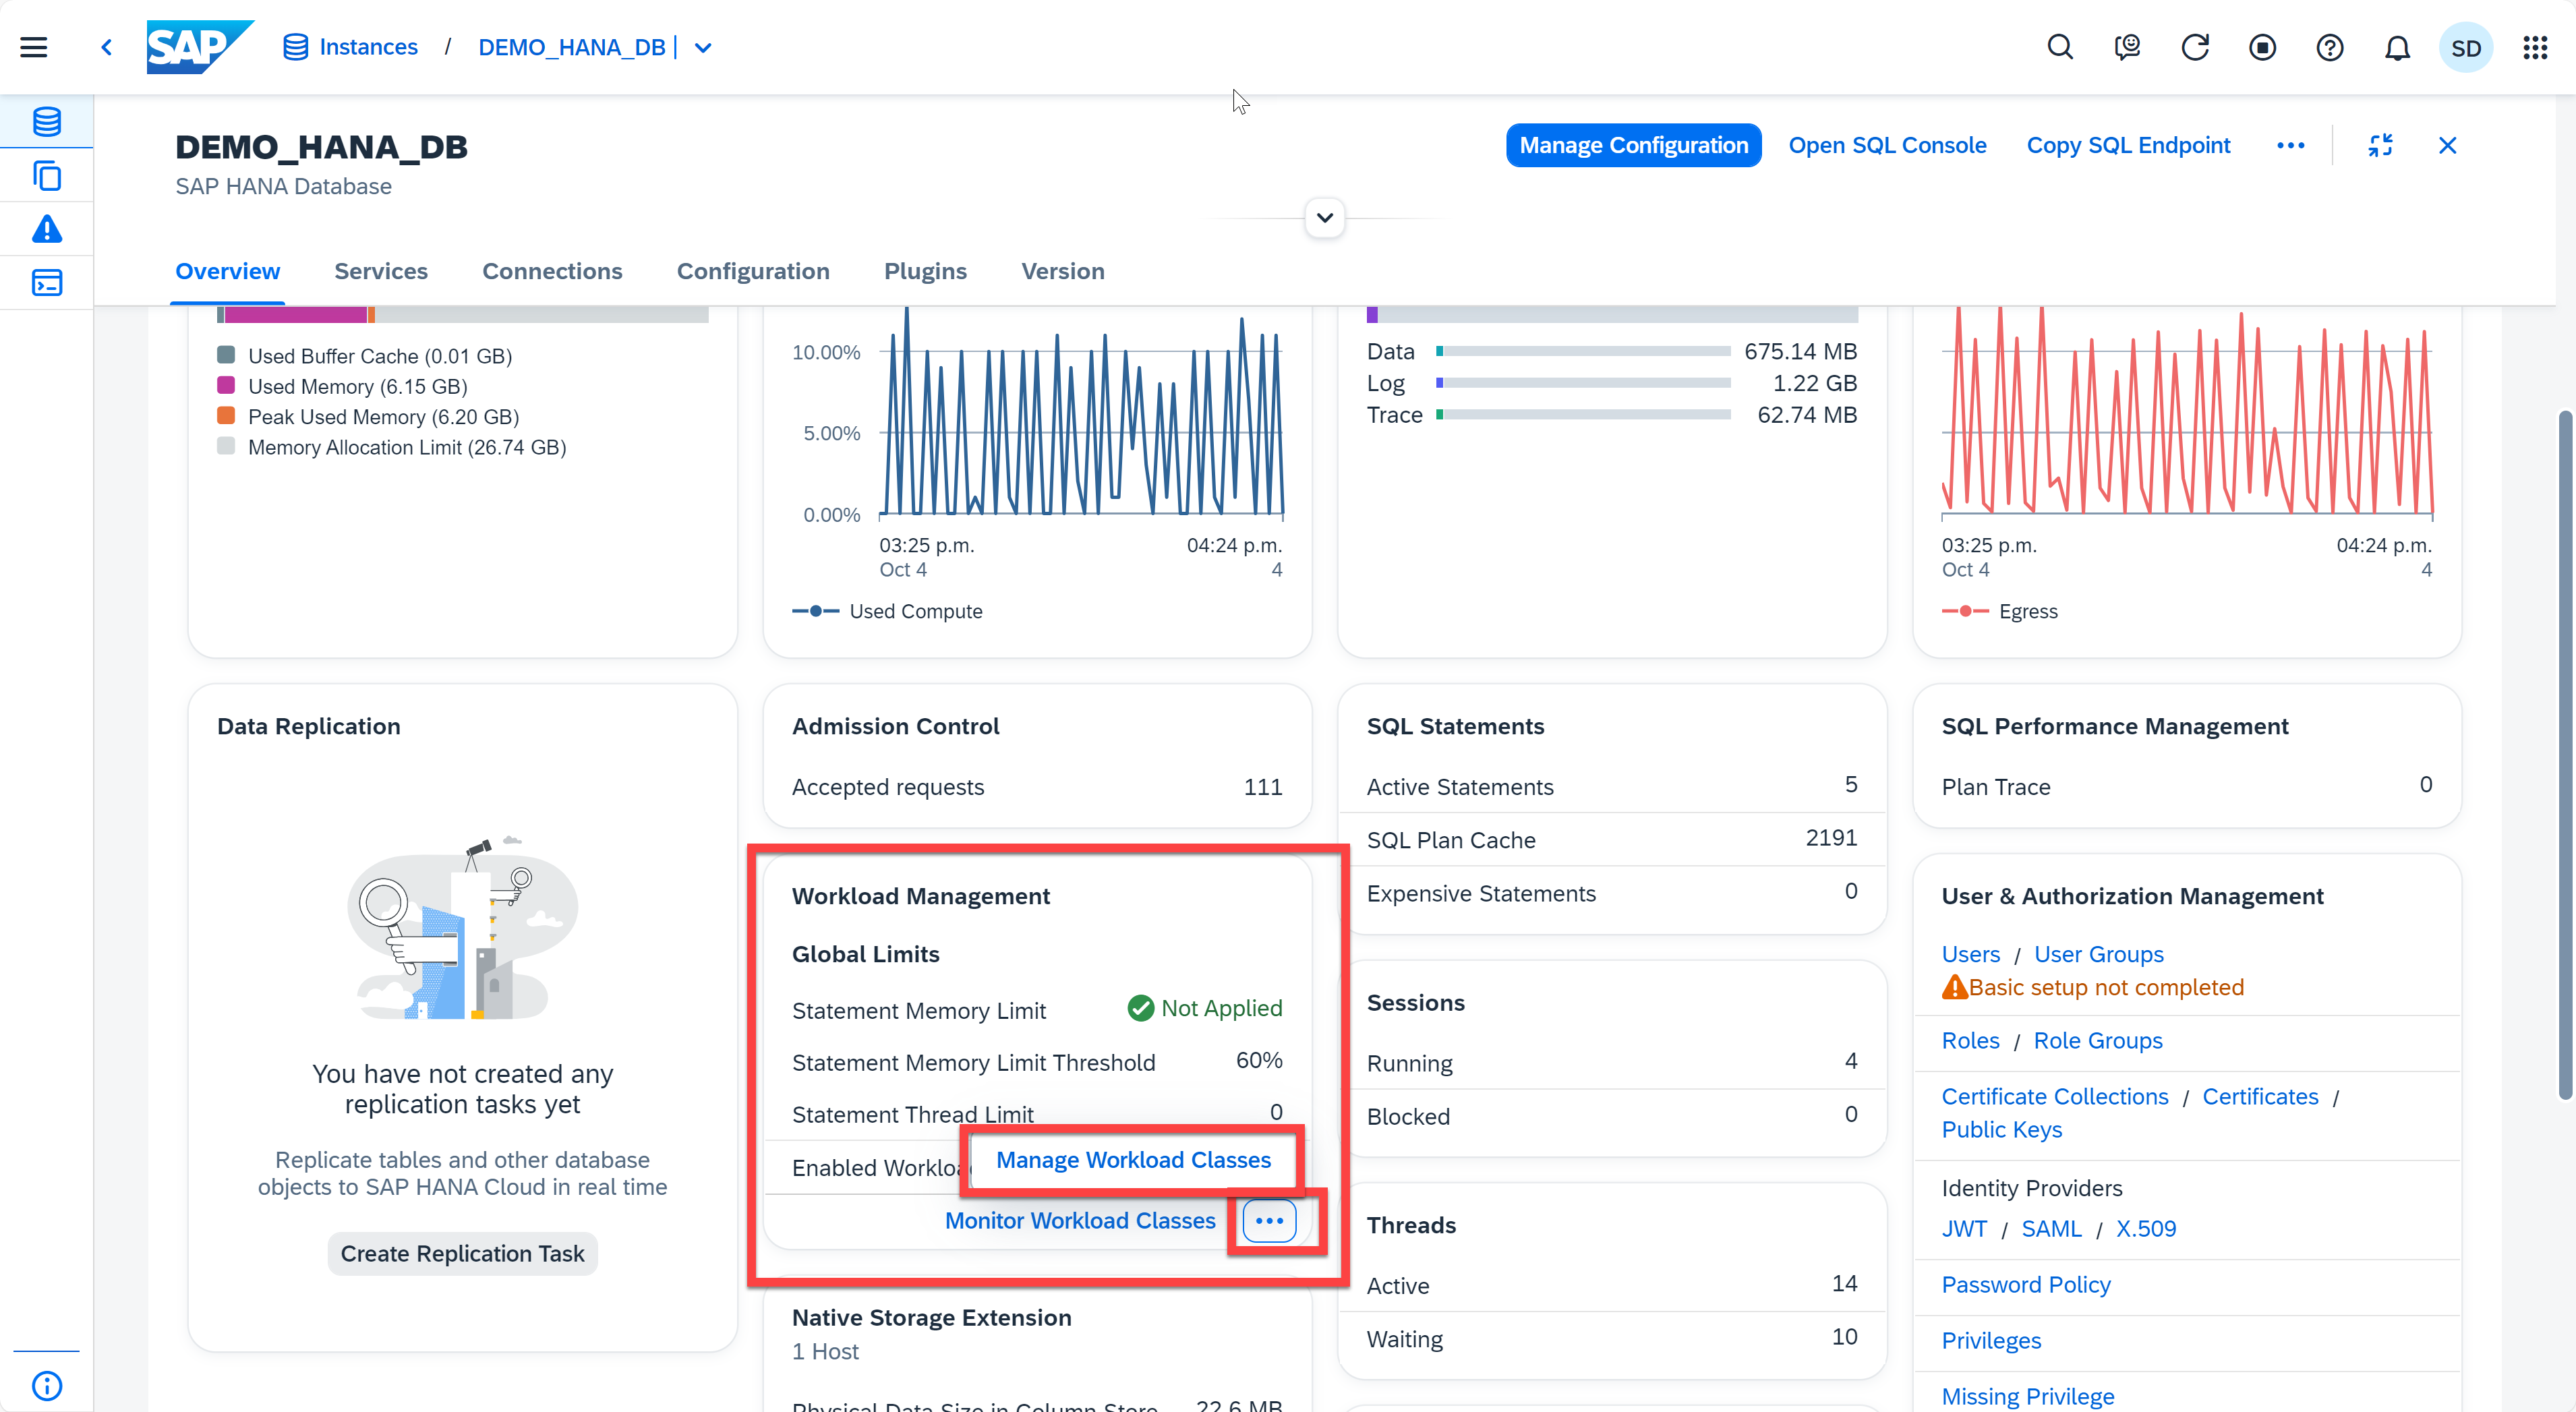 SAP
Instances / DEMO_HANA_DB
SD
DEMO_HANA_DB
SAP HANA Database
Manage Configuration
Open SQL Console
Copy SQL Endpoint
Overview
Services
Connections
Configuration
Plugins
Version
Used Buffer Cache (0.01 GB)
Used Memory (6.15 GB)
Peak Used Memory (6.20 GB)
Memory Allocation Limit (26.74 GB)
10.00%
5.00%
0.00%
03:25 p.m.
Oct 4
04:24 p.m.
4
Used Compute
Data 675.14 MB
Log 1.22 GB
Trace 62.74 MB
03:25 p.m.
Oct 4
04:24 p.m.
4
Egress
Data Replication
You have not created any
replication tasks yet
Replicate tables and other database
objects to SAP HANA Cloud in real time
Create Replication Task
Admission Control
Accepted requests 111
Workload Management
Global Limits
Statement Memory Limit Not Applied
Statement Memory Limit Threshold 60%
Statement Thread Limit 0
Enabled
Manage Workload Classes
Monitor Workload Classes
Native Storage Extension
1 Host
Physical Data Size in Column Store 22.6 MB
SQL Statements
Active Statements 5
SQL Plan Cache 2191
Expensive Statements 0
Sessions
Running 4
Blocked 0
Threads
Active 14
Waiting 10
SQL Performance Management
Plan Trace 0
User & Authorization Management
Users / User Groups
Basic setup not completed
Roles / Role Groups
Certificate Collections / Certificates /
Public Keys
Identity Providers
JWT / SAML / X.509
Password Policy
Privileges
Missing Privilege